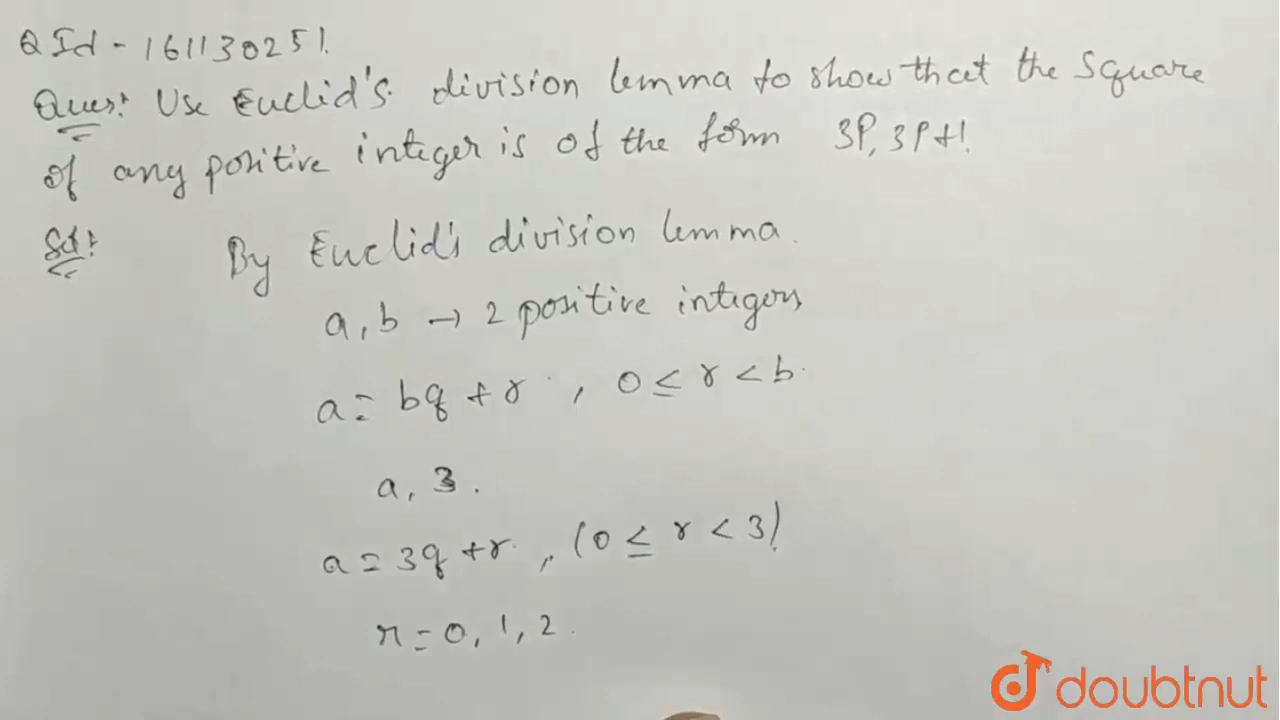 Q Id - 161130251.
Ques: Use Euclid's division lemma to show that the square
of any positive integer is of the form 3P, 3P+1.
Sol:
By Euclid's division lemma.
a, b → 2 positive integers
a = bq + r , 0 ≤ r < b.
a, 3.
a = 3q + r , (0 ≤ r < 3)
r = 0, 1, 2.
doubtnut